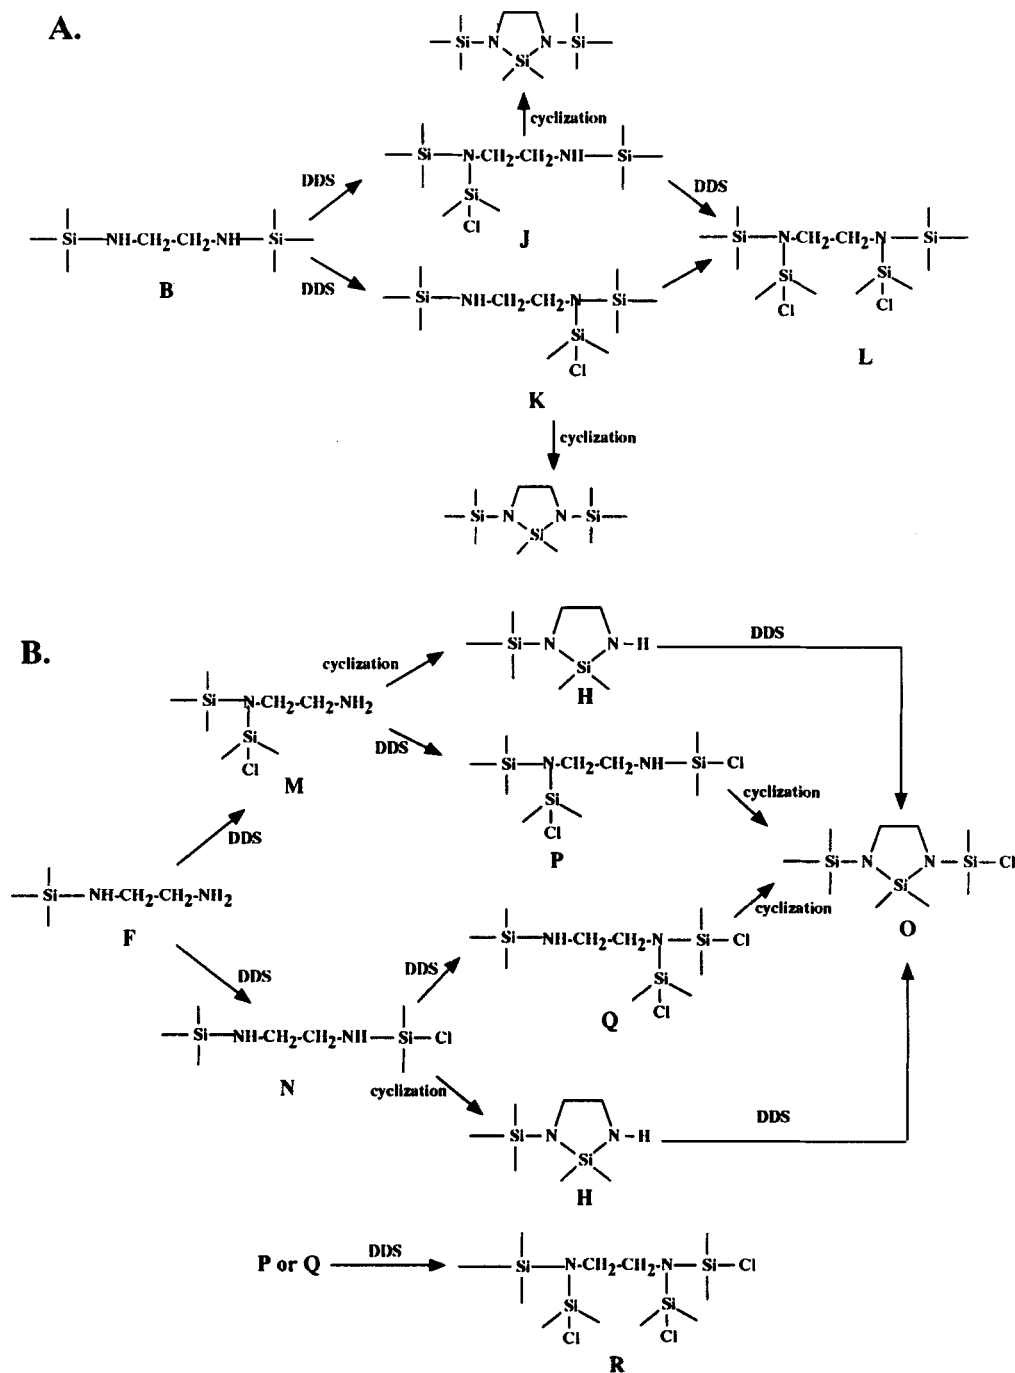 A.
Si N N Si
Si
cyclization
Si N-CH2-CH2-NH Si
DDS
Si
DDS
Cl
J
Si NH-CH2-CH2-NH Si
Si N-CH2-CH2-N Si
B
DDS
Si NH-CH2-CH2-N Si
Si Si
Cl Cl
Si
L
Cl
K
cyclization
Si N N Si
Si
B.
DDS
Si N N H
cyclization
Si
H
Si N-CH2-CH2-NH2
DDS
Si
Cl
M
Si N-CH2-CH2-NH Si Cl
Si
cyclization
Cl
P
DDS
Si N N Si Cl
Si
O
Si NH-CH2-CH2-NH2
F
cyclization
Si NH-CH2-CH2-N Si Cl
DDS
DDS
Si
Cl
Q
Si NH-CH2-CH2-NH Si Cl
N
cyclization
DDS
Si N N H
Si
H
P or Q DDS
Si N-CH2-CH2-N Si Cl
Si Si
Cl Cl
R